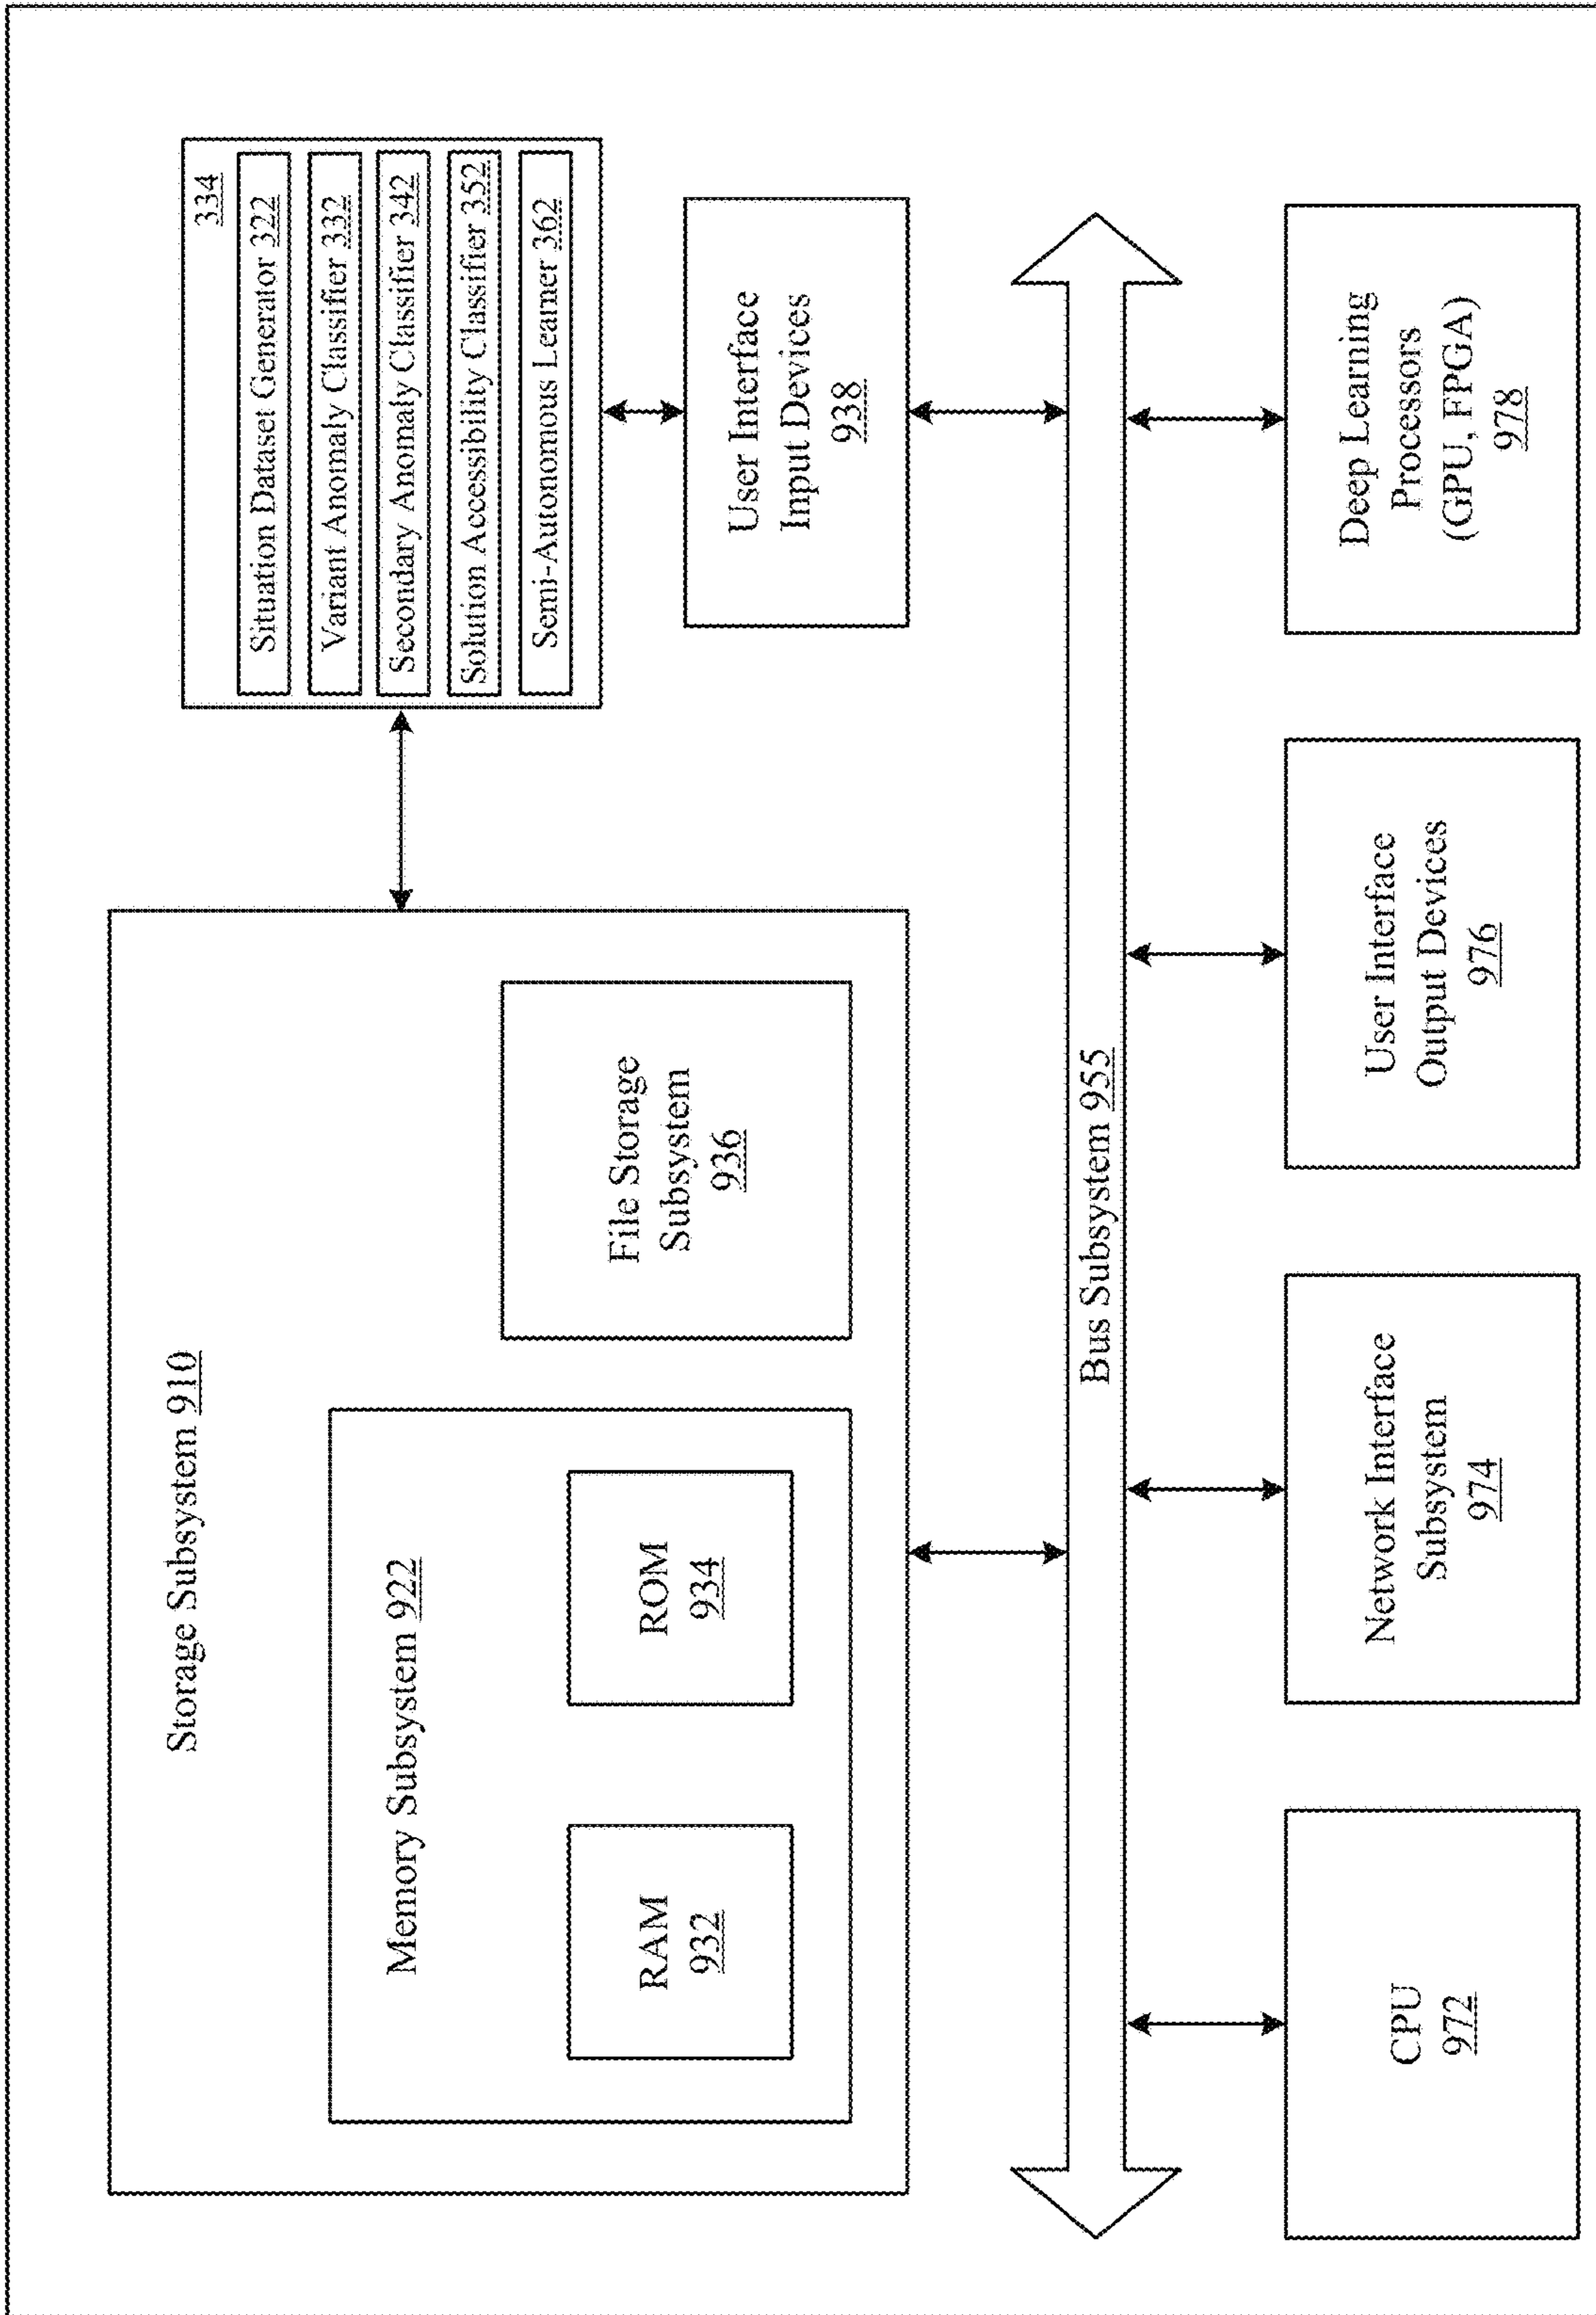 Storage Subsystem 910
Memory Subsystem 922
RAM
932
ROM
934
File Storage
Subsystem
936
334
Situation Dataset Generator 322
Variant Anomaly Classifier 332
Secondary Anomaly Classifier 342
Solution Accessibility Classifier 352
Semi-Autonomous Learner 362
User Interface
Input Devices
938
Bus Subsystem 955
CPU
972
Network Interface
Subsystem
974
User Interface
Output Devices
976
Deep Learning
Processors
(GPU, FPGA)
978